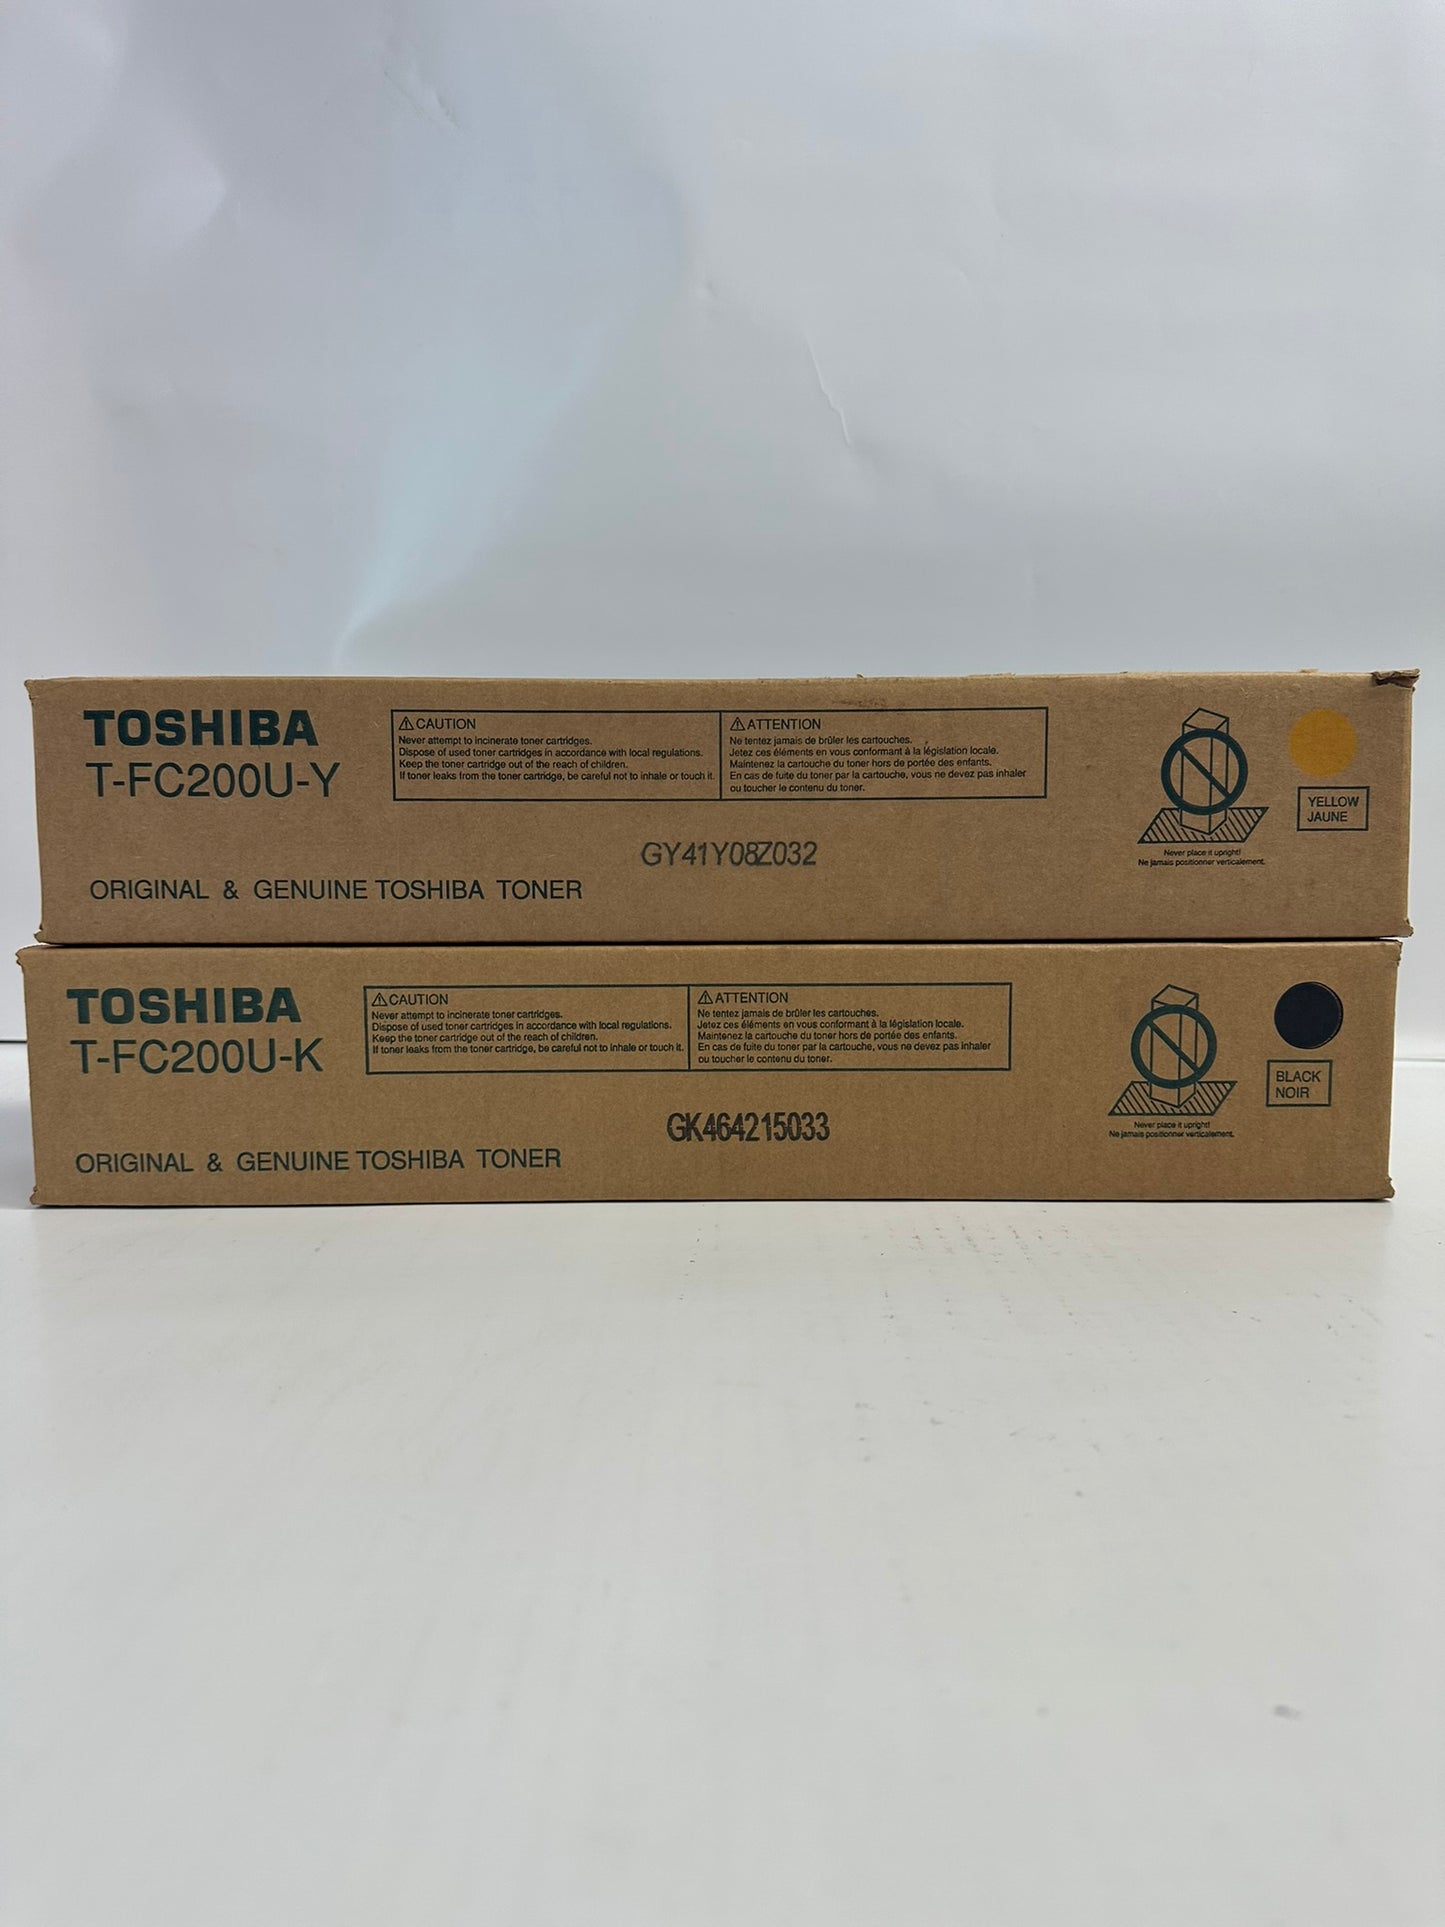 TOSHIBA
T-FC200U-Y
⚠CAUTION
Never attempt to incinerate toner cartridges.
Dispose of used toner cartridges in accordance with local regulations.
Keep the toner cartridge out of the reach of children.
If toner leaks from the toner cartridge, be careful not to inhale or touch it.
⚠ATTENTION
Ne tentez jamais de brûler les cartouches.
Jetez ces éléments en vous conformant à la législation locale.
Maintenez la cartouche du toner hors de portée des enfants.
En cas de fuite du toner par la cartouche, vous ne devez pas inhaler
ou toucher le contenu du toner.
Never place it upright!
Ne jamais positionner verticalement.
YELLOW
JAUNE
GY41Y08Z032
ORIGINAL & GENUINE TOSHIBA TONER
TOSHIBA
T-FC200U-K
⚠CAUTION
Never attempt to incinerate toner cartridges.
Dispose of used toner cartridges in accordance with local regulations.
Keep the toner cartridge out of the reach of children.
If toner leaks from the toner cartridge, be careful not to inhale or touch it.
⚠ATTENTION
Ne tentez jamais de brûler les cartouches.
Jetez ces éléments en vous conformant à la législation locale.
Maintenez la cartouche du toner hors de portée des enfants.
En cas de fuite du toner par la cartouche, vous ne devez pas inhaler
ou toucher le contenu du toner.
Never place it upright!
Ne jamais positionner verticalement.
BLACK
NOIR
GK464215033
ORIGINAL & GENUINE TOSHIBA TONER